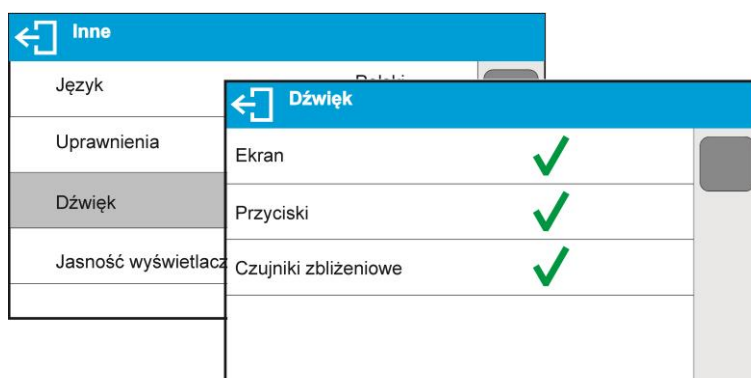 Inne
Język
Uprawnienia
Dźwięk
Jasność wyświetlacz
Dźwięk
Ekran
Przyciski
Czujniki zbliżeniowe